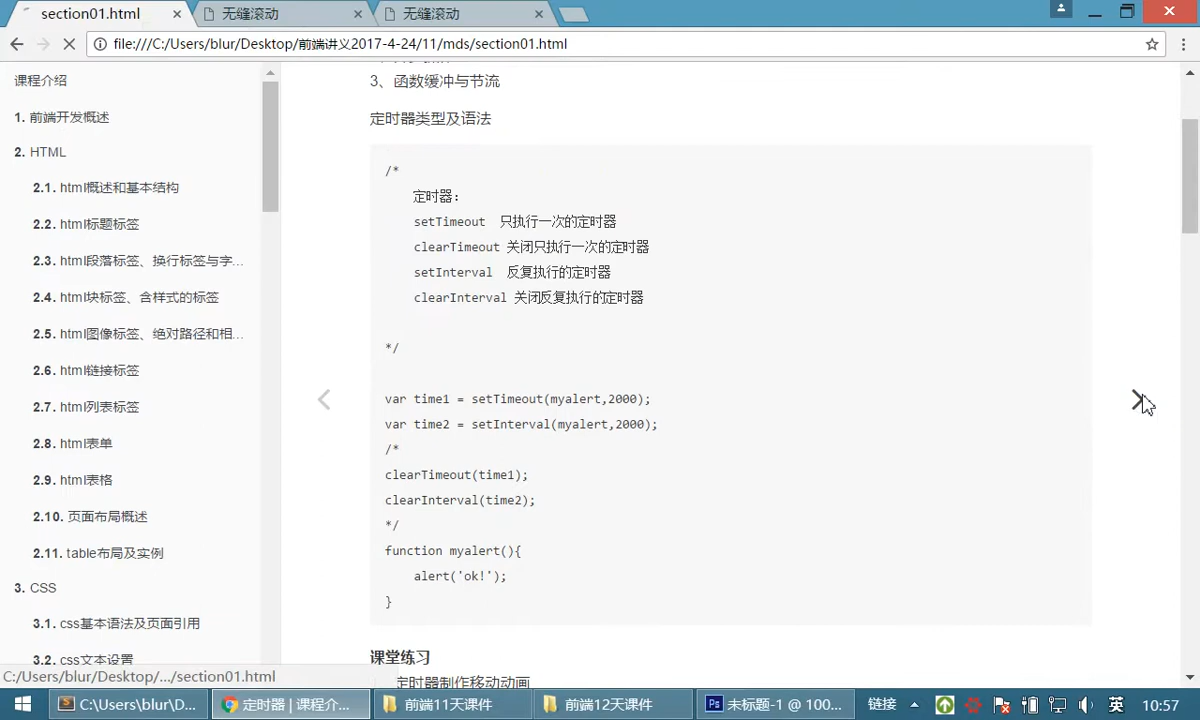 section01.html
无缝滚动
无缝滚动
file:///C:/Users/blur/Desktop/前端讲义2017-4-24/11/mds/section01.html
课程介绍
1. 前端开发概述
2. HTML
2.1. html概述和基本结构
2.2. html标题标签
2.3. html段落标签、换行标签与字...
2.4. html块标签、含样式的标签
2.5. html图像标签、绝对路径和相...
2.6. html链接标签
2.7. html列表标签
2.8. html表单
2.9. html表格
2.10. 页面布局概述
2.11. table布局及实例
3. CSS
3.1. css基本语法及页面引用
3.2. css文本设置
C:/Users/blur/Desktop/.../section01.html
3、函数缓冲与节流
定时器类型及语法
/*
定时器：
setTimeout 只执行一次的定时器
clearTimeout 关闭只执行一次的定时器
setInterval 反复执行的定时器
clearInterval 关闭反复执行的定时器
*/
var time1 = setTimeout(myalert,2000);
var time2 = setInterval(myalert,2000);
/*
clearTimeout(time1);
clearInterval(time2);
*/
function myalert(){
alert('ok!');
}
课堂练习
定时器制作移动动画
C:\Users\blur\D...
定时器 | 课程介...
前端11天课件
前端12天课件
Ps 未标题-1 @ 100...
链接
英
10:57